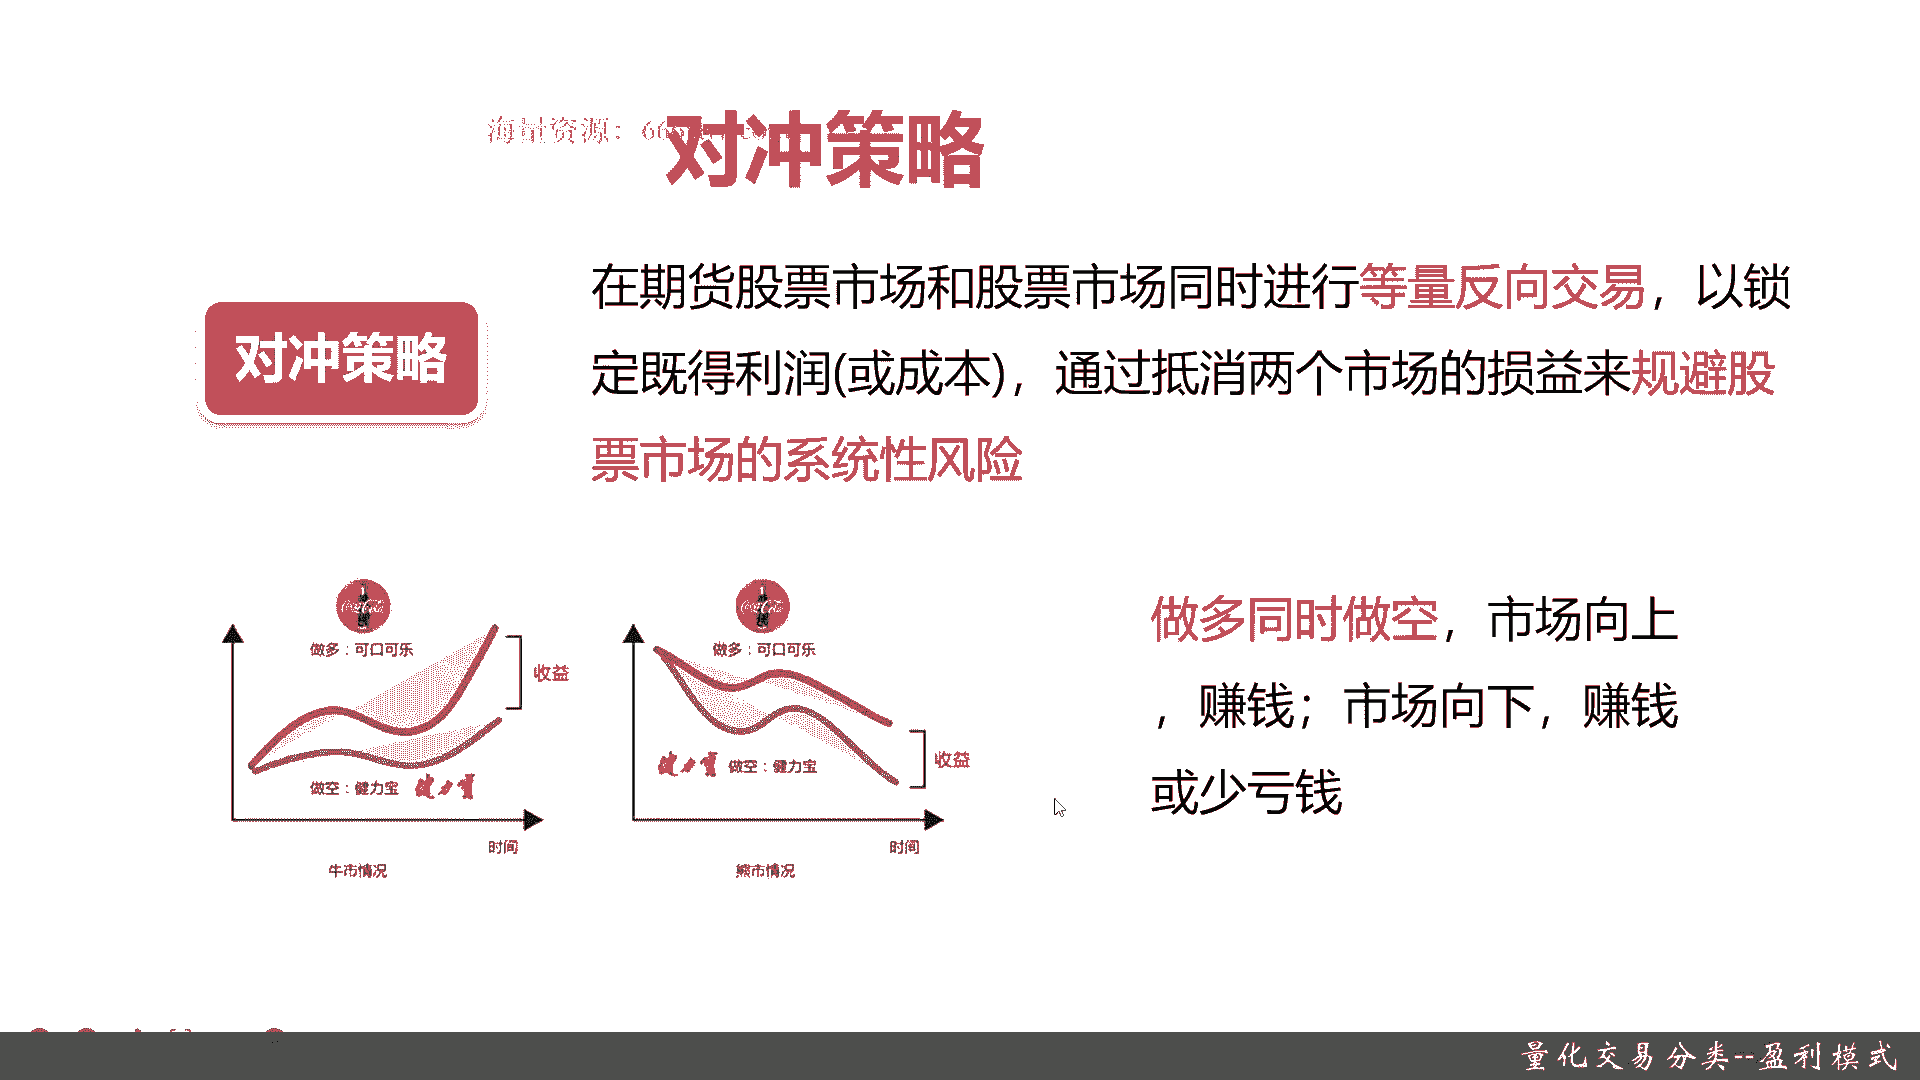 海量资源：
对冲策略
对冲策略
在期货股票市场和股票市场同时进行等量反向交易，以锁
定既得利润(或成本)，通过抵消两个市场的损益来规避股
票市场的系统性风险
做多：可口可乐
收益
做空：健力宝 健力宝
时间
牛市情况
做多：可口可乐
健力宝 做空：健力宝
收益
时间
熊市情况
做多同时做空，市场向上
，赚钱；市场向下，赚钱
或少亏钱
量化交易分类--盈利模式